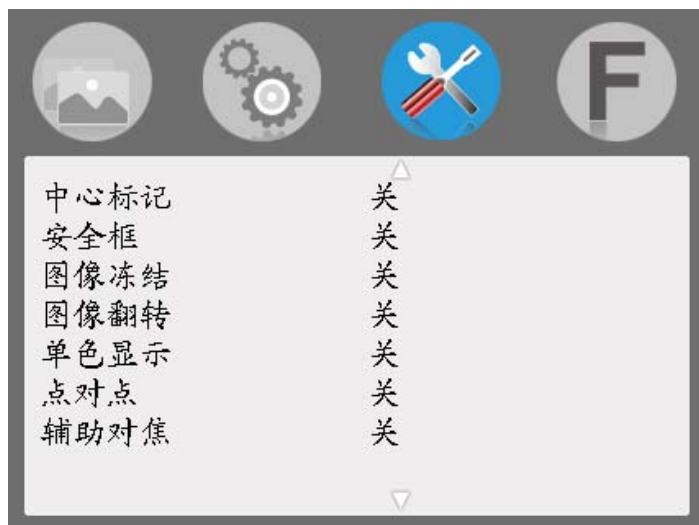 F
中心标记 关
安全框 关
图像冻结 关
图像翻转 关
单色显示 关
点对点 关
辅助对焦 关